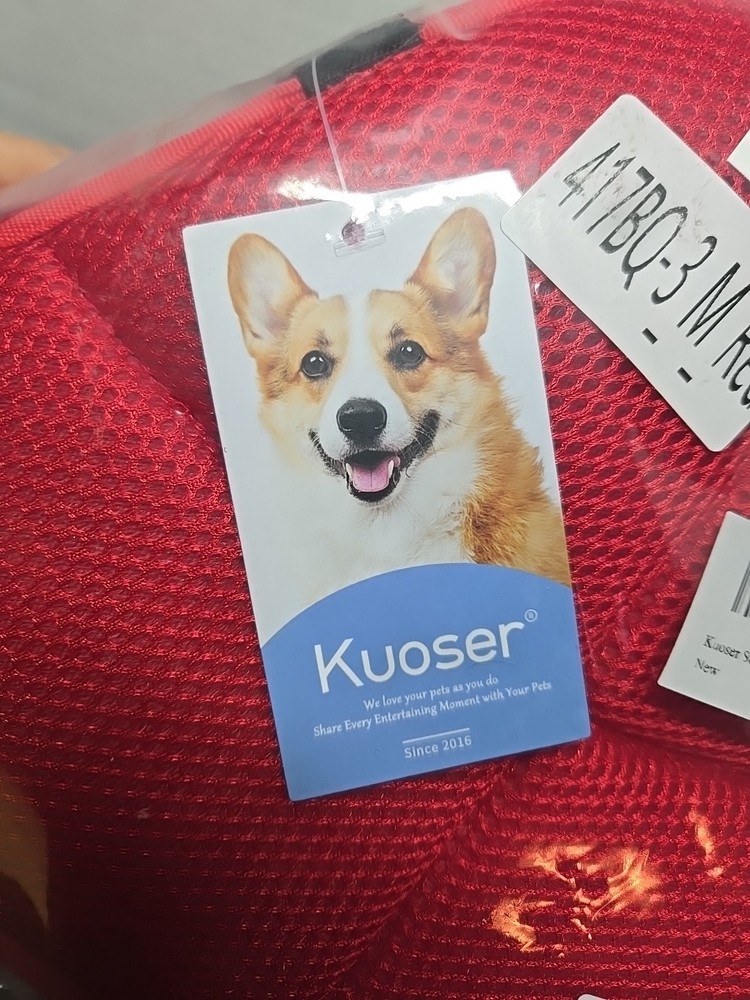 417BQ-3 M Red
Kuoser®
We love your pets as you do
Share Every Entertaining Moment with Your Pets
Since 2016
Kuoser
New